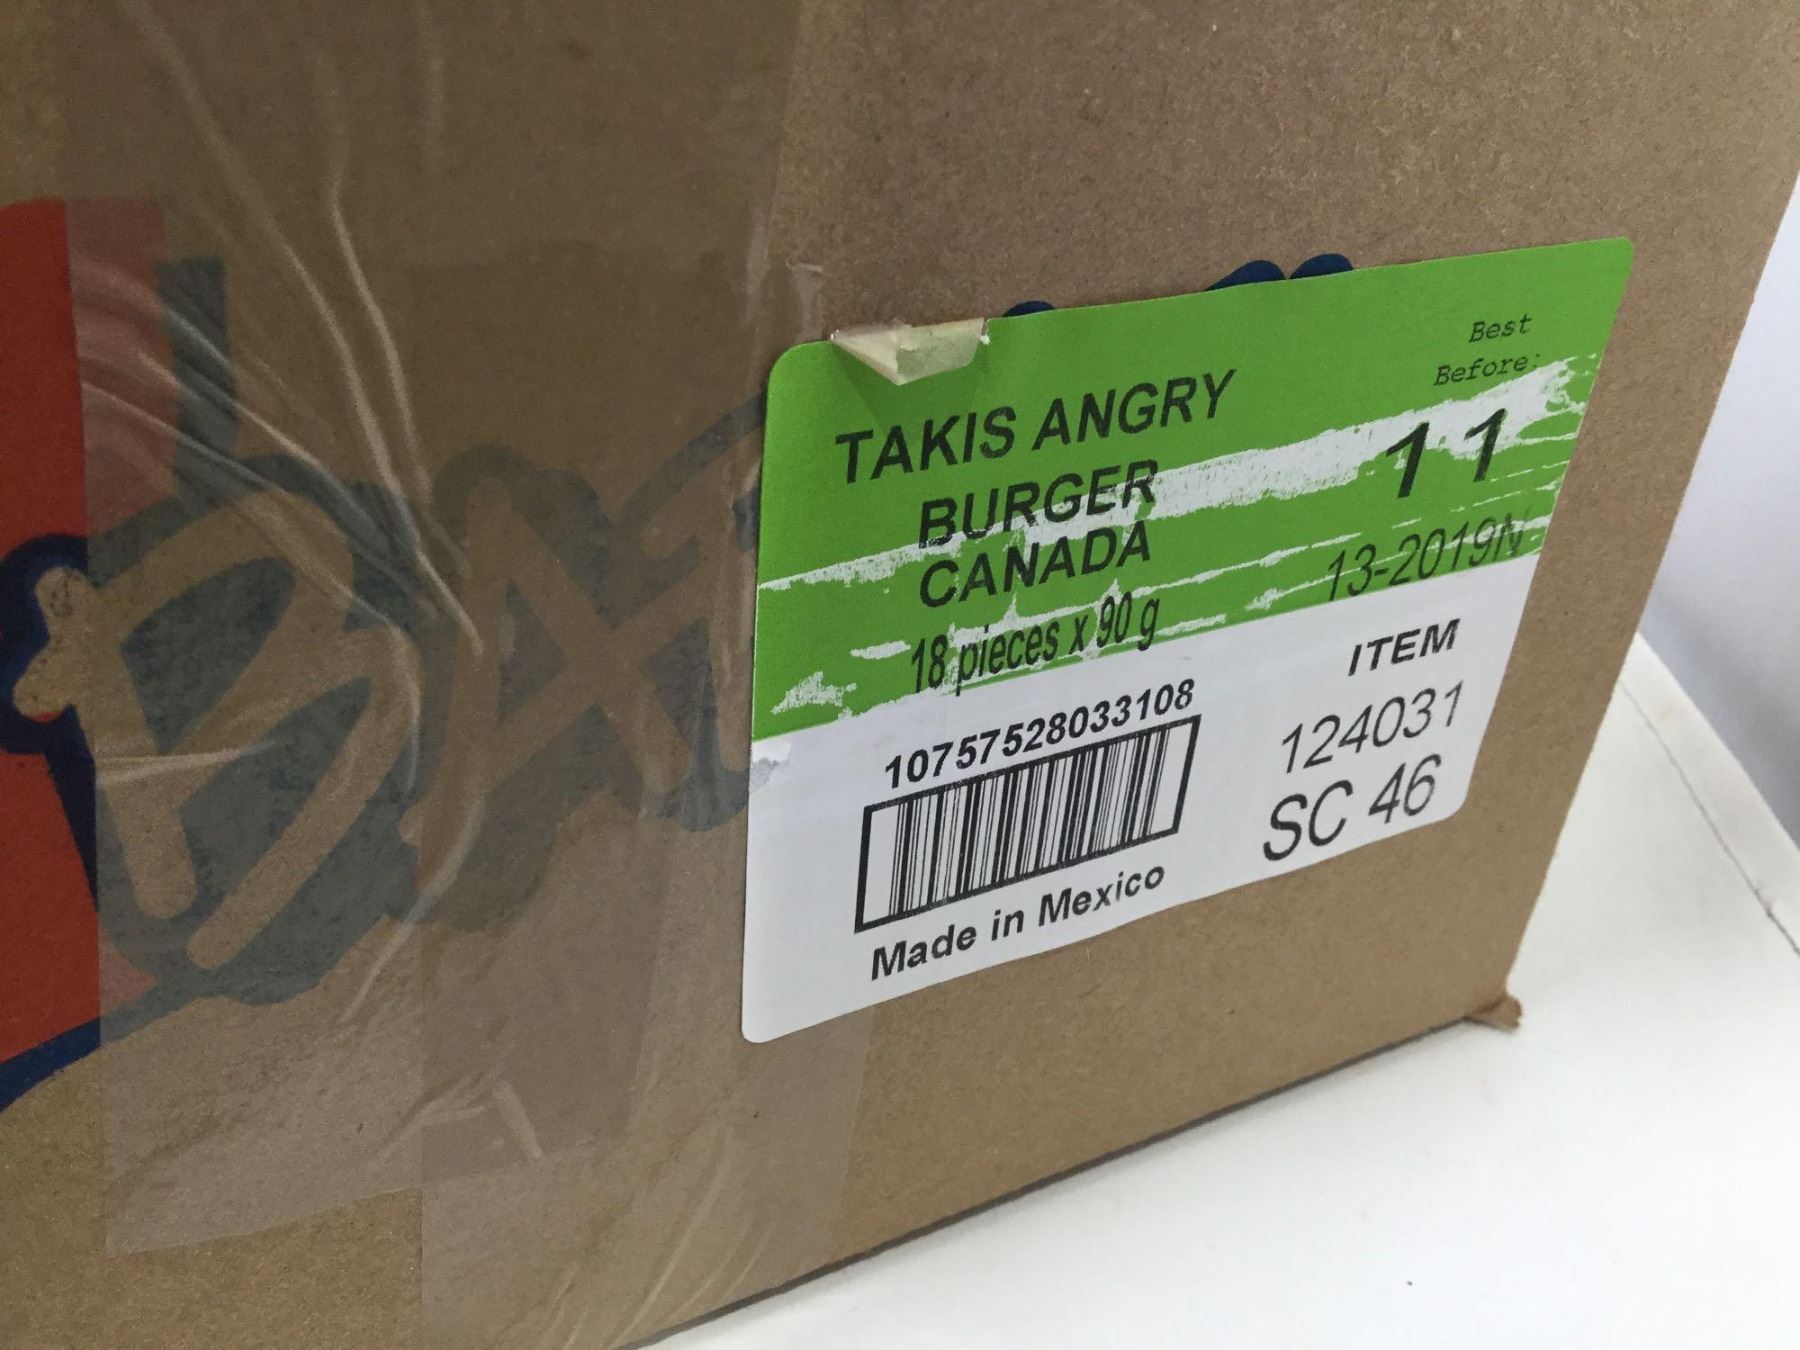 TAKIS ANGRY
BURGER
CANADA
18 pieces x 90 g
10757528033108
Made in Mexico
Best
Before:
11
13-2019N
ITEM
124031
SC 46